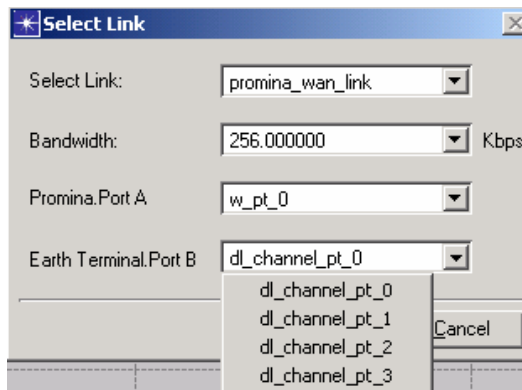 Select Link
Select Link: promina_wan_link
Bandwidth: 256.000000 Kbps
Promina.Port A w_pt_0
Earth Terminal.Port B dl_channel_pt_0
dl_channel_pt_0
dl_channel_pt_1
Cancel
dl_channel_pt_2
dl_channel_pt_3